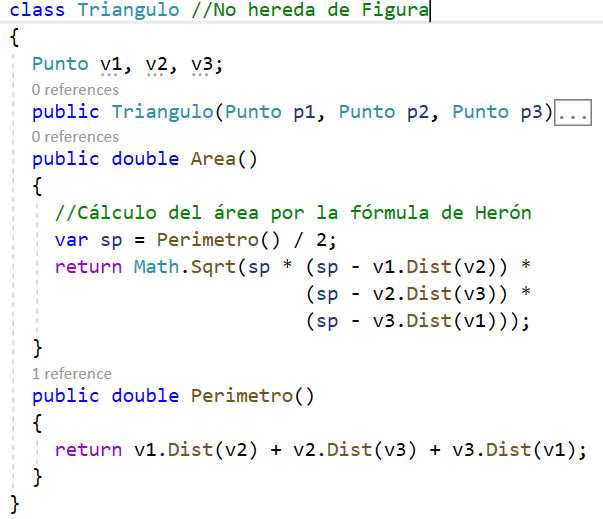 class Triangulo //No hereda de Figura
{
Punto v1, v2, v3;
0 references
public Triangulo(Punto p1, Punto p2, Punto p3)...
0 references
public double Area()
{
//Cálculo del área por la fórmula de Herón
var sp = Perimetro() / 2;
return Math.Sqrt(sp * (sp - v1.Dist(v2)) *
(sp - v2.Dist(v3)) *
(sp - v3.Dist(v1)));
}
1 reference
public double Perimetro()
{
return v1.Dist(v2) + v2.Dist(v3) + v3.Dist(v1);
}
}